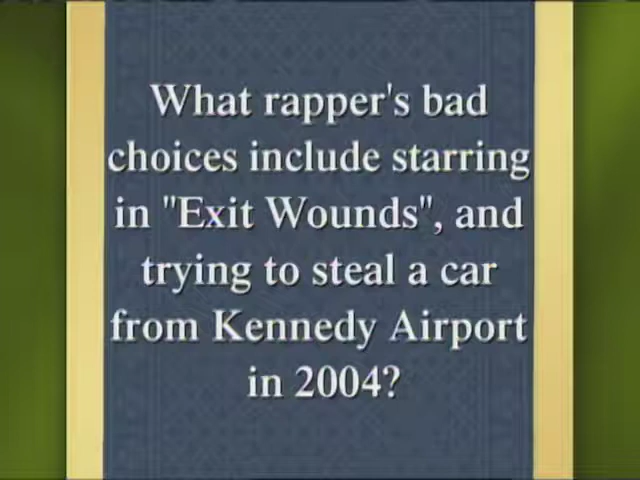 What rapper's bad
choices include starring
in "Exit Wounds", and
trying to steal a car
from Kennedy Airport
in 2004?